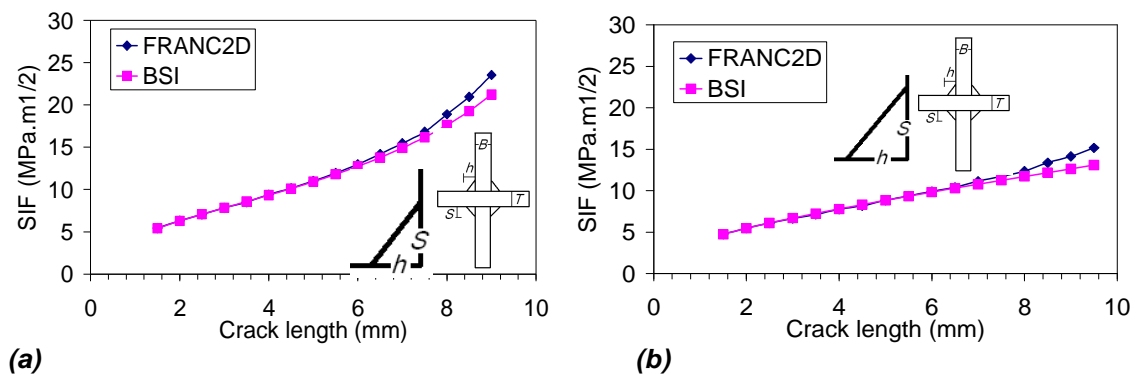 30
25
20
15
10
5
0
SIF (MPa.m1/2)
FRANC2D
BSI
B
h
S
T
S
h
0 2 4 6 8 10
Crack length (mm)
(a)
30
25
20
15
10
5
0
SIF (MPa.m1/2)
FRANC2D
BSI
B
h
S
T
S
h
0 2 4 6 8 10
Crack length (mm)
(b)